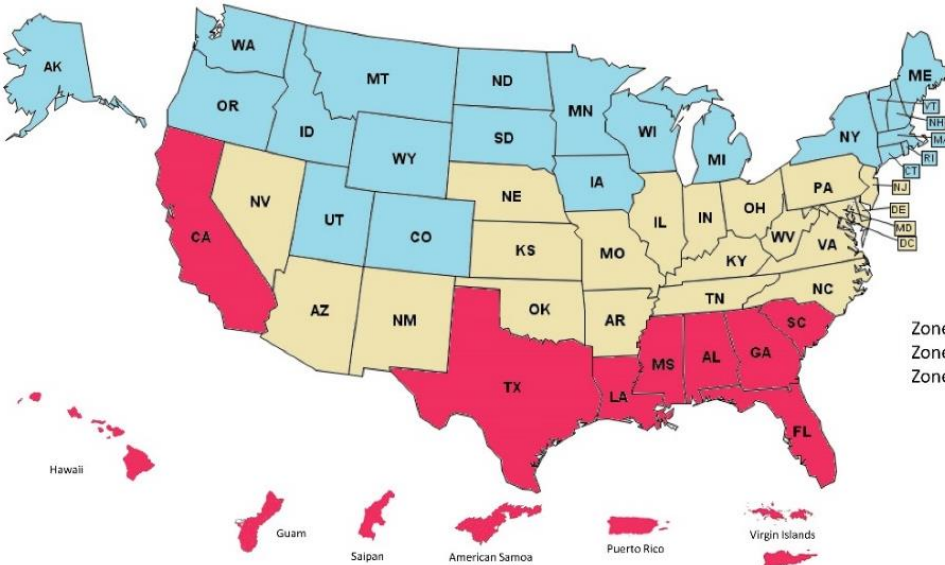 AK
WA
MT
ND
MN
ME
OR
ID
SD
WI
MI
NY
VT
NH
MA
RI
CT
WY
IA
NE
NV
UT
CO
IL
IN
OH
PA
NJ
DE
MD
DC
CA
KS
MO
WV
VA
KY
AZ
NM
OK
AR
TN
NC
TX
LA
MS
AL
GA
SC
FL
Zone
Zone
Zone
Hawaii
Guam
Saipan
American Samoa
Puerto Rico
Virgin Islands